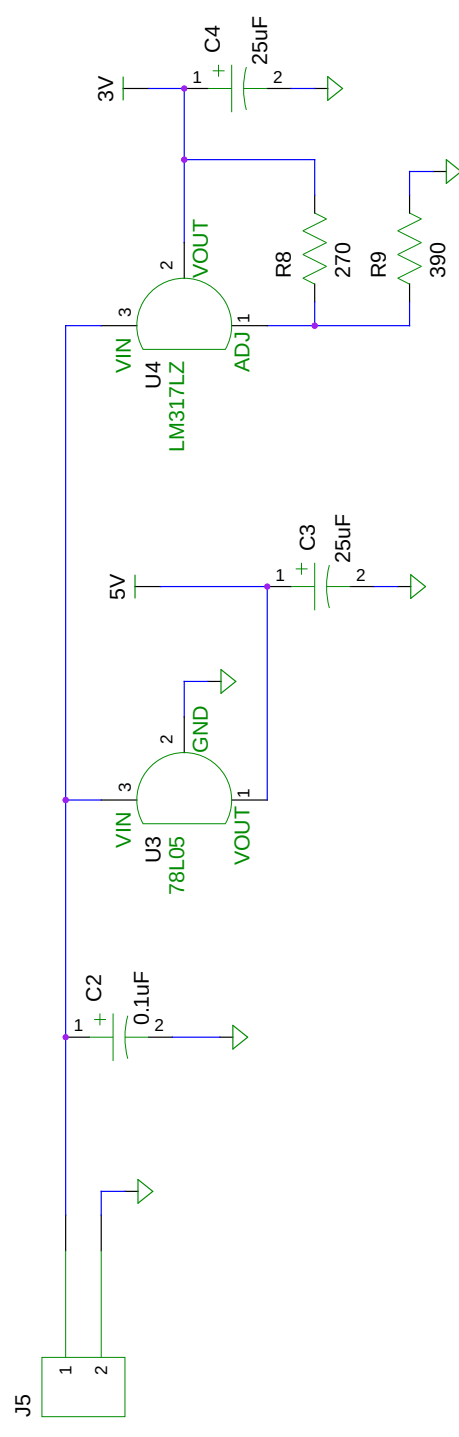 J5
1
2
C2
1
+
0.1uF
2
U3
78L05
VIN
3
GND
2
VOUT
1
5V
C3
1
+
25uF
2
U4
LM317LZ
VIN
3
VOUT
2
ADJ
1
R8
270
R9
390
3V
C4
1
+
25uF
2